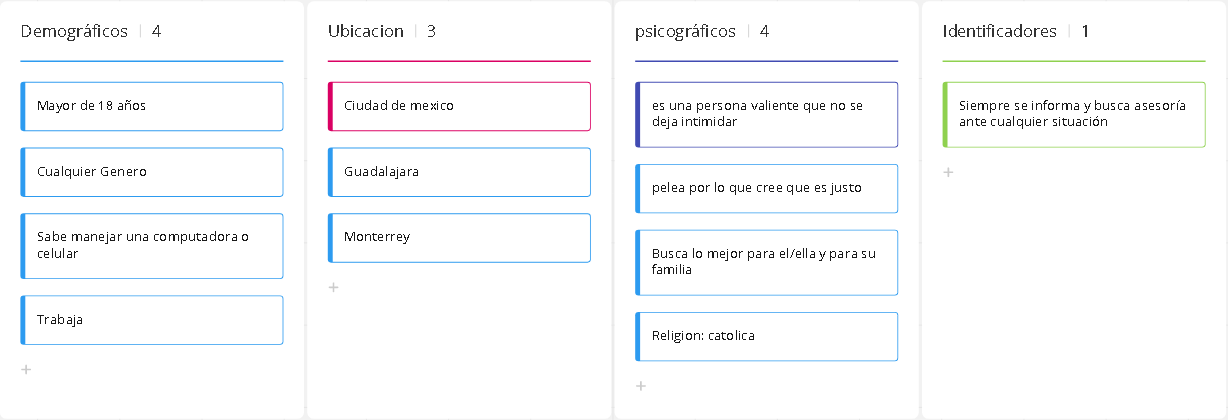 Demográficos | 4
Mayor de 18 años
Cualquier Genero
Sabe manejar una computadora o
celular
Trabaja
+
Ubicacion | 3
Ciudad de mexico
Guadalajara
Monterrey
+
psicográficos | 4
es una persona valiente que no se
deja intimidar
pelea por lo que cree que es justo
Busca lo mejor para el/ella y para su
familia
Religion: catolica
+
Identificadores | 1
Siempre se informa y busca asesoría
ante cualquier situación
+